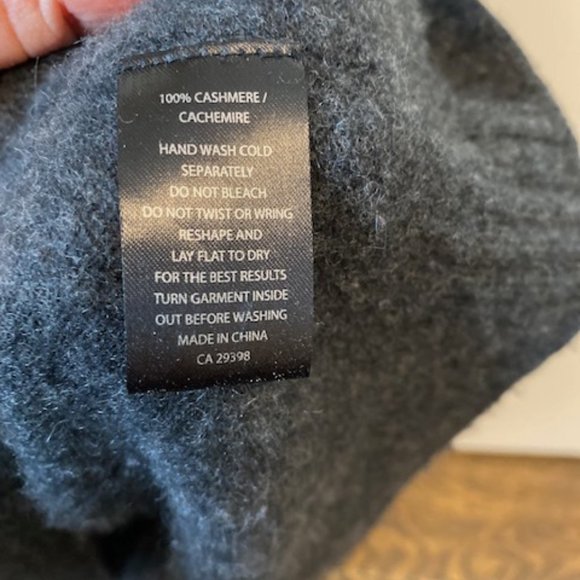 100% CASHMERE /
CACHEMIRE
HAND WASH COLD
SEPARATELY
DO NOT BLEACH
DO NOT TWIST OR WRING
RESHAPE AND
LAY FLAT TO DRY
FOR THE BEST RESULTS
TURN GARMENT INSIDE
OUT BEFORE WASHING
MADE IN CHINA
CA 29398